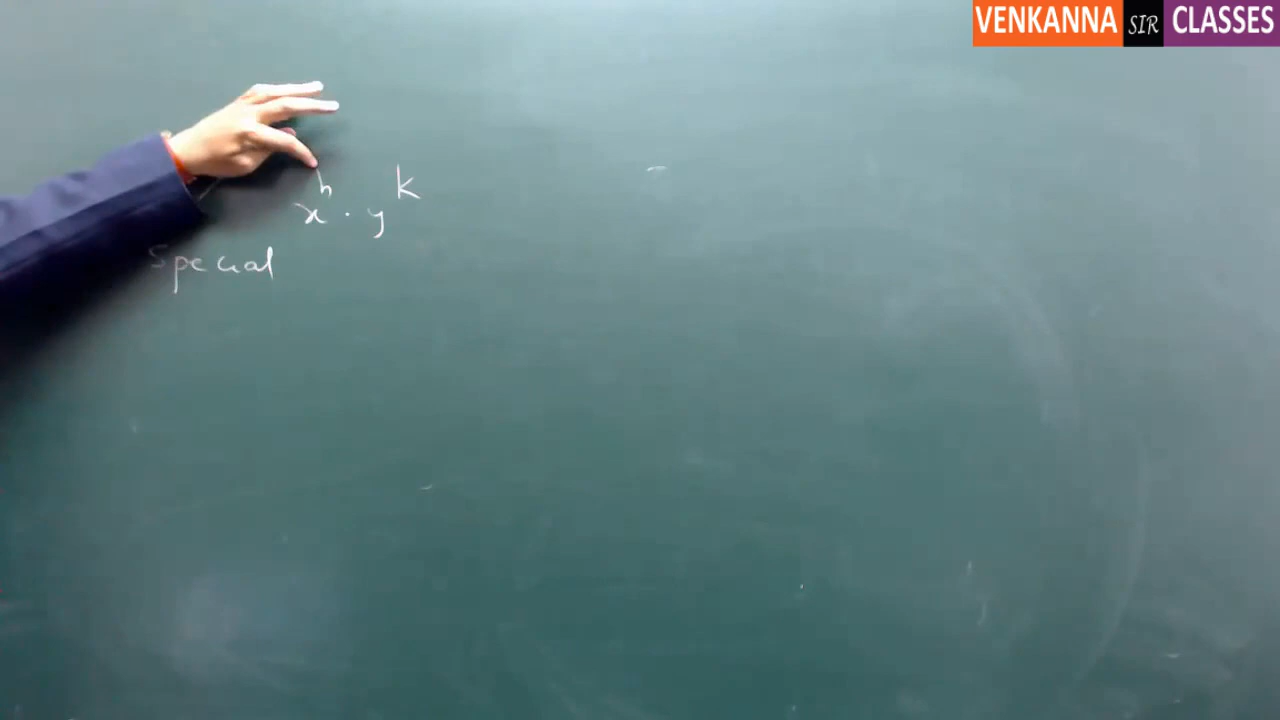 VENKANNA SIR CLASSES
x^h . y^k
Special